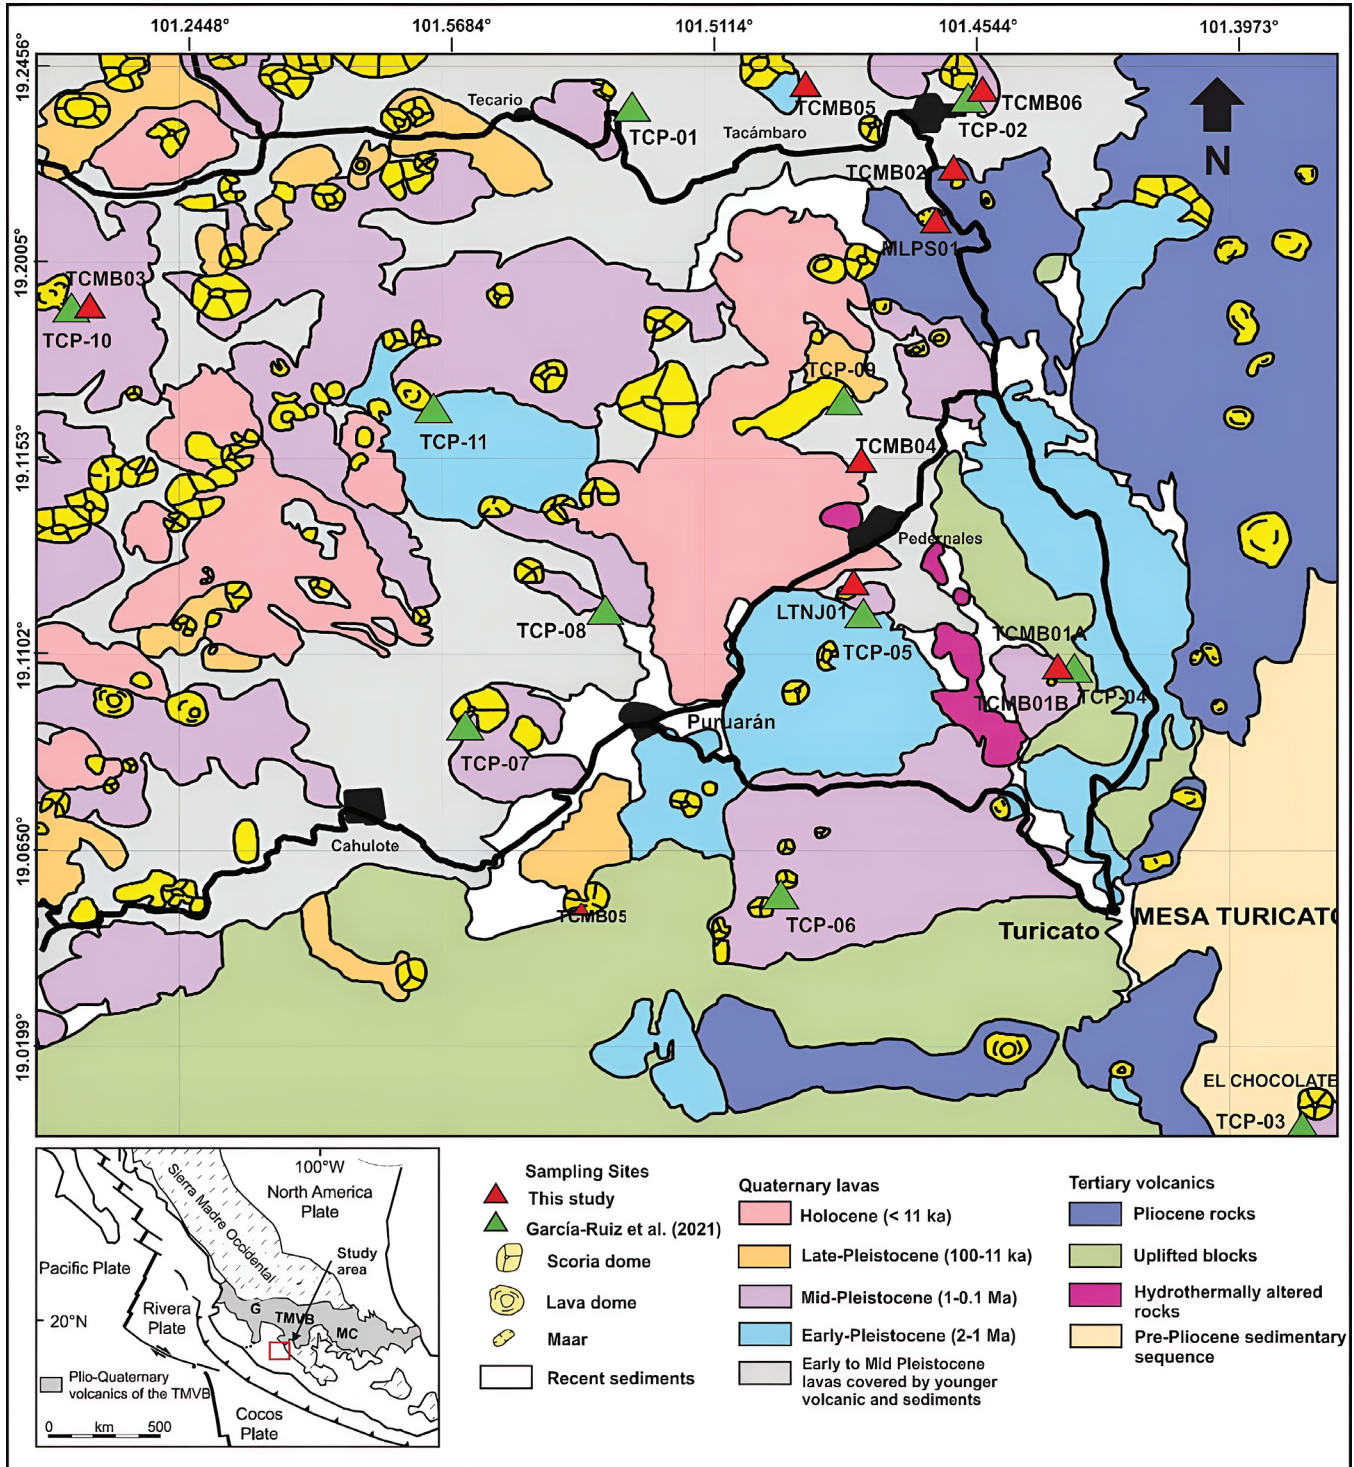 101.2448°
101.5684°
101.5114°
101.4544°
101.3973°
19.2456°
19.2005°
19.1153°
19.1102°
19.0650°
19.0199°
Tecario
TCP-01
Tacámbaro
TCMB05
TCMB06
TCP-02
TCMB02
MLPS01
N
TCMB03
TCP-10
TCP-09
TCP-11
TCMB04
Pedernales
LTNJ01
TCP-05
TCP-08
TCMB01A
TCMB01B
TCP-04
Puruarán
TCP-07
Cahulote
TCMB05
TCP-06
Turicato
MESA TURICATO
EL CHOCOLATE
TCP-03
100°W
North America
Plate
Sierra Madre Occidental
Study
area
Pacific Plate
Rivera
Plate
G
TMVB
MC
20°N
Plio-Quaternary
volcanics of the TMVB
0 km 500
Cocos
Plate
Sampling Sites
This study
García-Ruiz et al. (2021)
Scoria dome
Lava dome
Maar
Recent sediments
Quaternary lavas
Holocene (< 11 ka)
Late-Pleistocene (100-11 ka)
Mid-Pleistocene (1-0.1 Ma)
Early-Pleistocene (2-1 Ma)
Early to Mid Pleistocene
lavas covered by younger
volcanic and sediments
Tertiary volcanics
Pliocene rocks
Uplifted blocks
Hydrothermally altered
rocks
Pre-Pliocene sedimentary
sequence